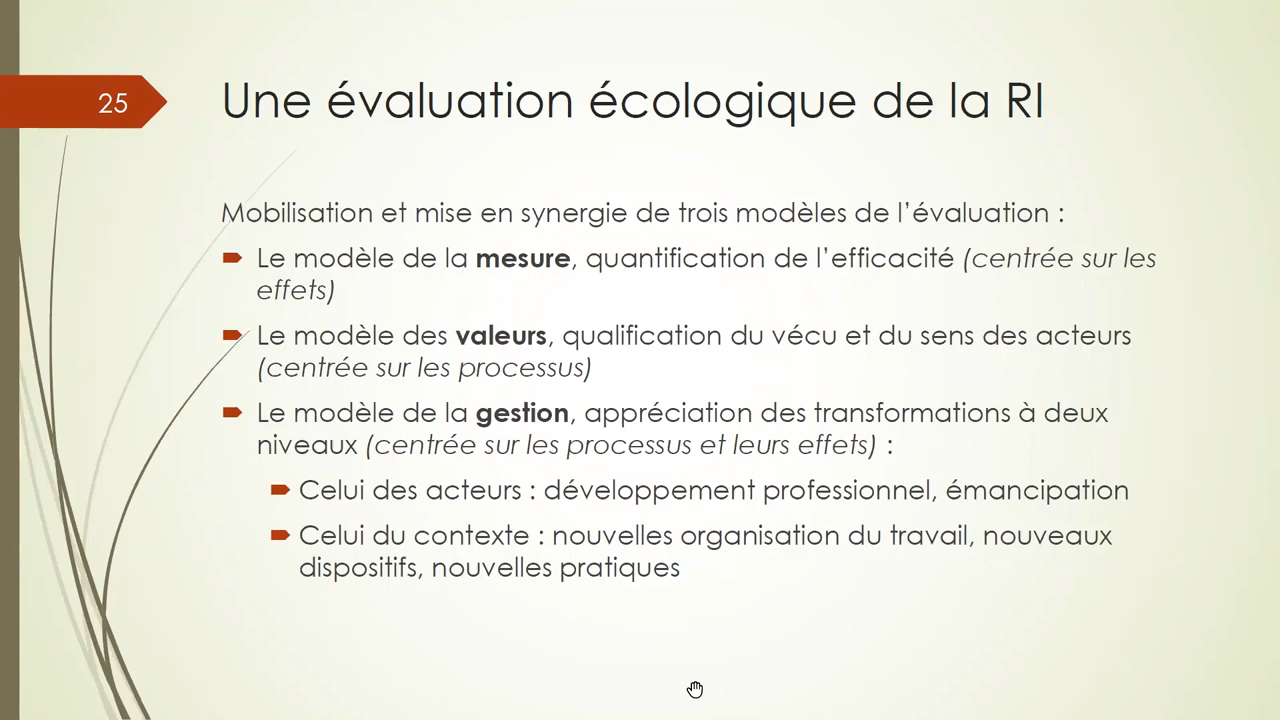 25
Une évaluation écologique de la RI
Mobilisation et mise en synergie de trois modèles de l’évaluation :
Le modèle de la mesure, quantification de l’efficacité (centrée sur les
effets)
Le modèle des valeurs, qualification du vécu et du sens des acteurs
(centrée sur les processus)
Le modèle de la gestion, appréciation des transformations à deux
niveaux (centrée sur les processus et leurs effets) :
Celui des acteurs : développement professionnel, émancipation
Celui du contexte : nouvelles organisation du travail, nouveaux
dispositifs, nouvelles pratiques